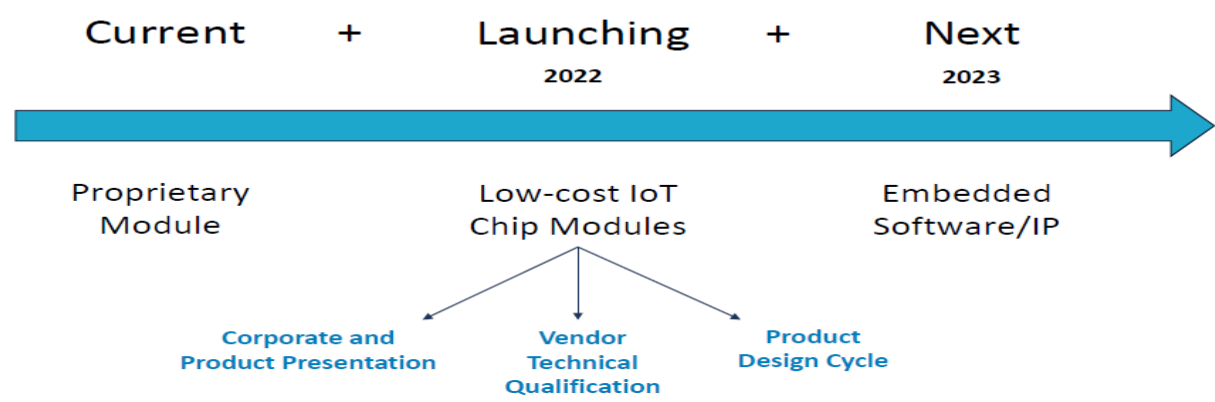 Current + Launching + Next
2022 2023
Proprietary Low-cost IoT Embedded
Module Chip Modules Software/IP
Corporate and Vendor Product
Product Presentation Technical Design Cycle
Qualification